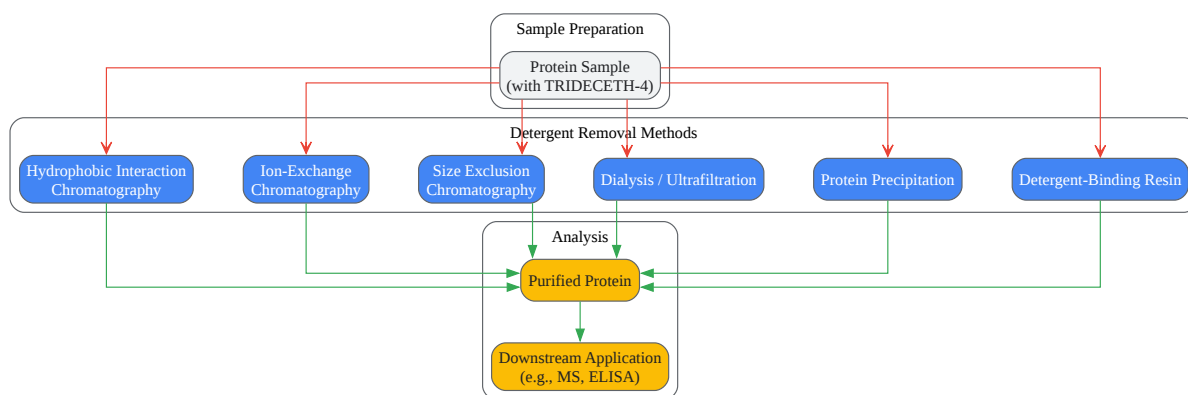 Sample Preparation
Protein Sample
(with TRIDECETH-4)
Detergent Removal Methods
Hydrophobic Interaction
Chromatography
Ion-Exchange
Chromatography
Size Exclusion
Chromatography
Dialysis / Ultrafiltration
Protein Precipitation
Detergent-Binding Resin
Analysis
Purified Protein
Downstream Application
(e.g., MS, ELISA)